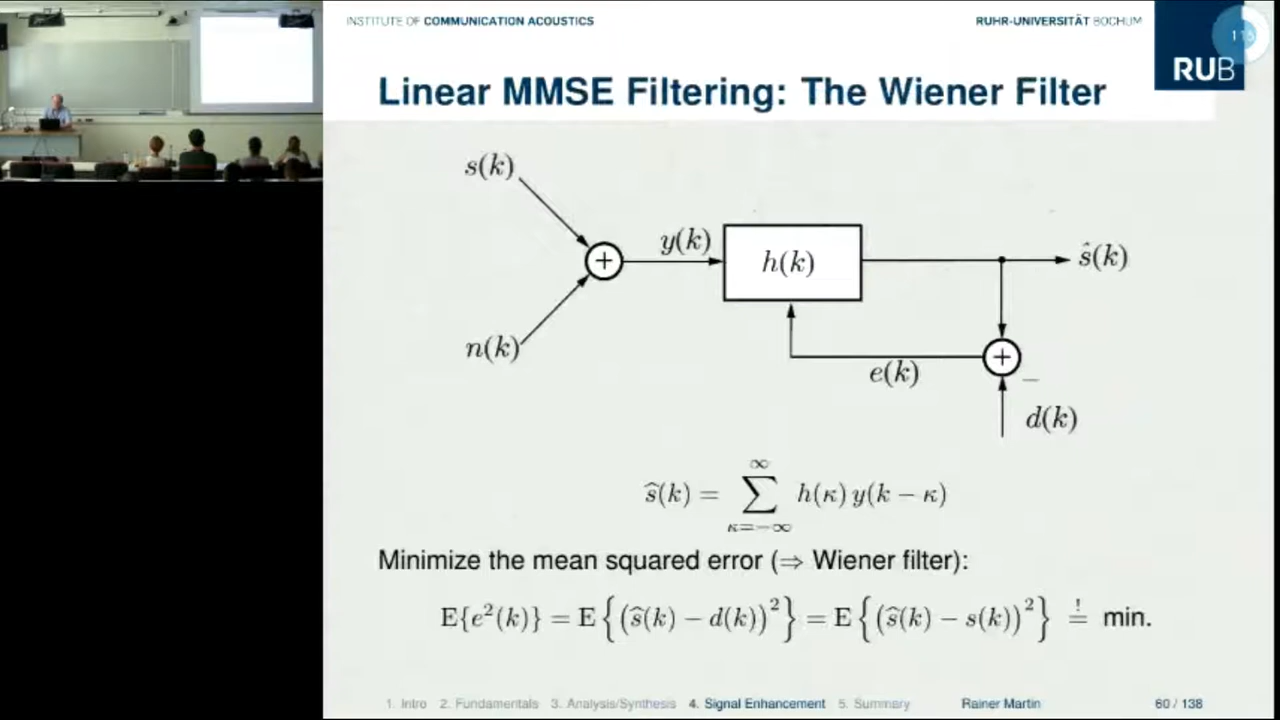 INSTITUTE OF COMMUNICATION ACOUSTICS
RUHR-UNIVERSITÄT BOCHUM
115
RUB
Linear MMSE Filtering: The Wiener Filter
s(k)
y(k)
h(k)
ŝ(k)
n(k)
e(k)
−
d(k)
ŝ(k) = ∑_{κ=−∞}^{∞} h(κ) y(k − κ)
Minimize the mean squared error (⇒ Wiener filter):
E{e²(k)} = E{(ŝ(k) − d(k))²} = E{(ŝ(k) − s(k))²} =! min.
1. Intro 2. Fundamentals 3. Analysis/Synthesis 4. Signal Enhancement 5. Summary Rainer Martin 60 / 138